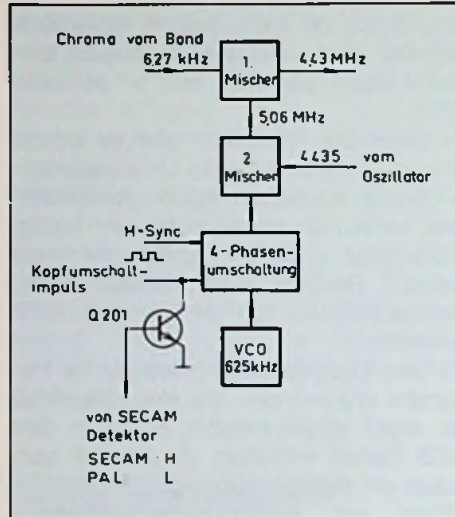 Chroma vom Band
627 kHz
1.
Mischer
4,43 MHz
5,06 MHz
2.
Mischer
4.435
vom
Oszillator
H-Sync
Kopfumschalt-
impuls
4-Phasen-
umschaltung
Q 201
VCO
625kHz
von SECAM
Detektor
SECAM : H
PAL L